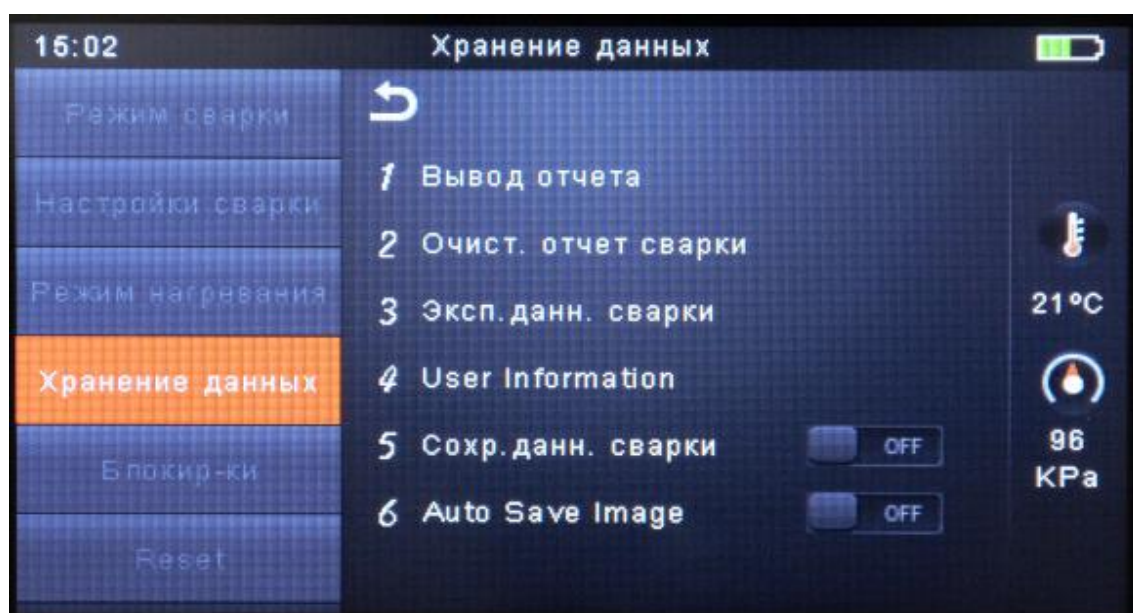 15:02
Хранение данных
Режим сварки
Настройки сварки
Режим нагревания
Хранение данных
Блокир-ки
Reset
1 Вывод отчета
2 Очист. отчет сварки
3 Эксп.данн. сварки
4 User Information
5 Сохр.данн. сварки OFF
6 Auto Save Image OFF
21°C
96
KPa